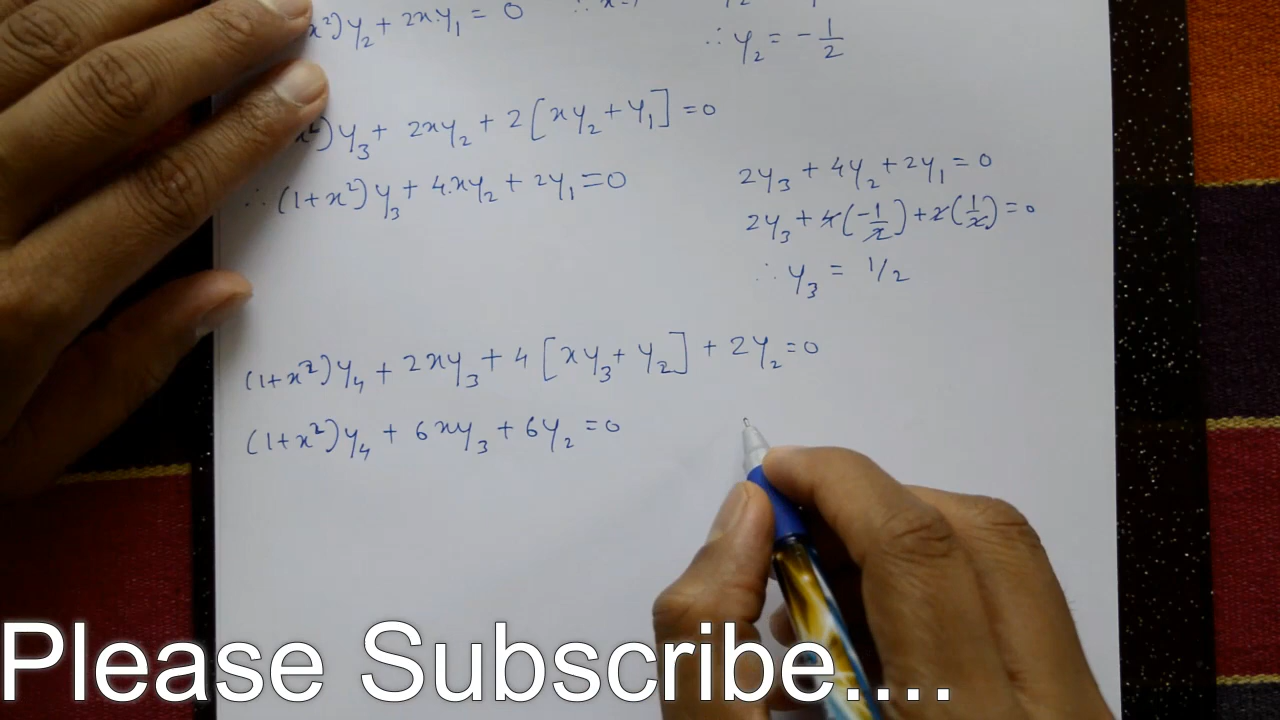 x²)y₂ + 2xy₁ = 0
∴ y₂ = -1/2
x²)y₃ + 2xy₂ + 2[xy₂ + y₁] = 0
∴ (1+x²)y₃ + 4xy₂ + 2y₁ = 0
2y₃ + 4y₂ + 2y₁ = 0
2y₃ + 4(-1/2) + 2(1/2) = 0
∴ y₃ = 1/2
(1+x²)y₄ + 2xy₃ + 4[xy₃ + y₂] + 2y₂ = 0
(1+x²)y₄ + 6xy₃ + 6y₂ = 0
Please Subscribe....